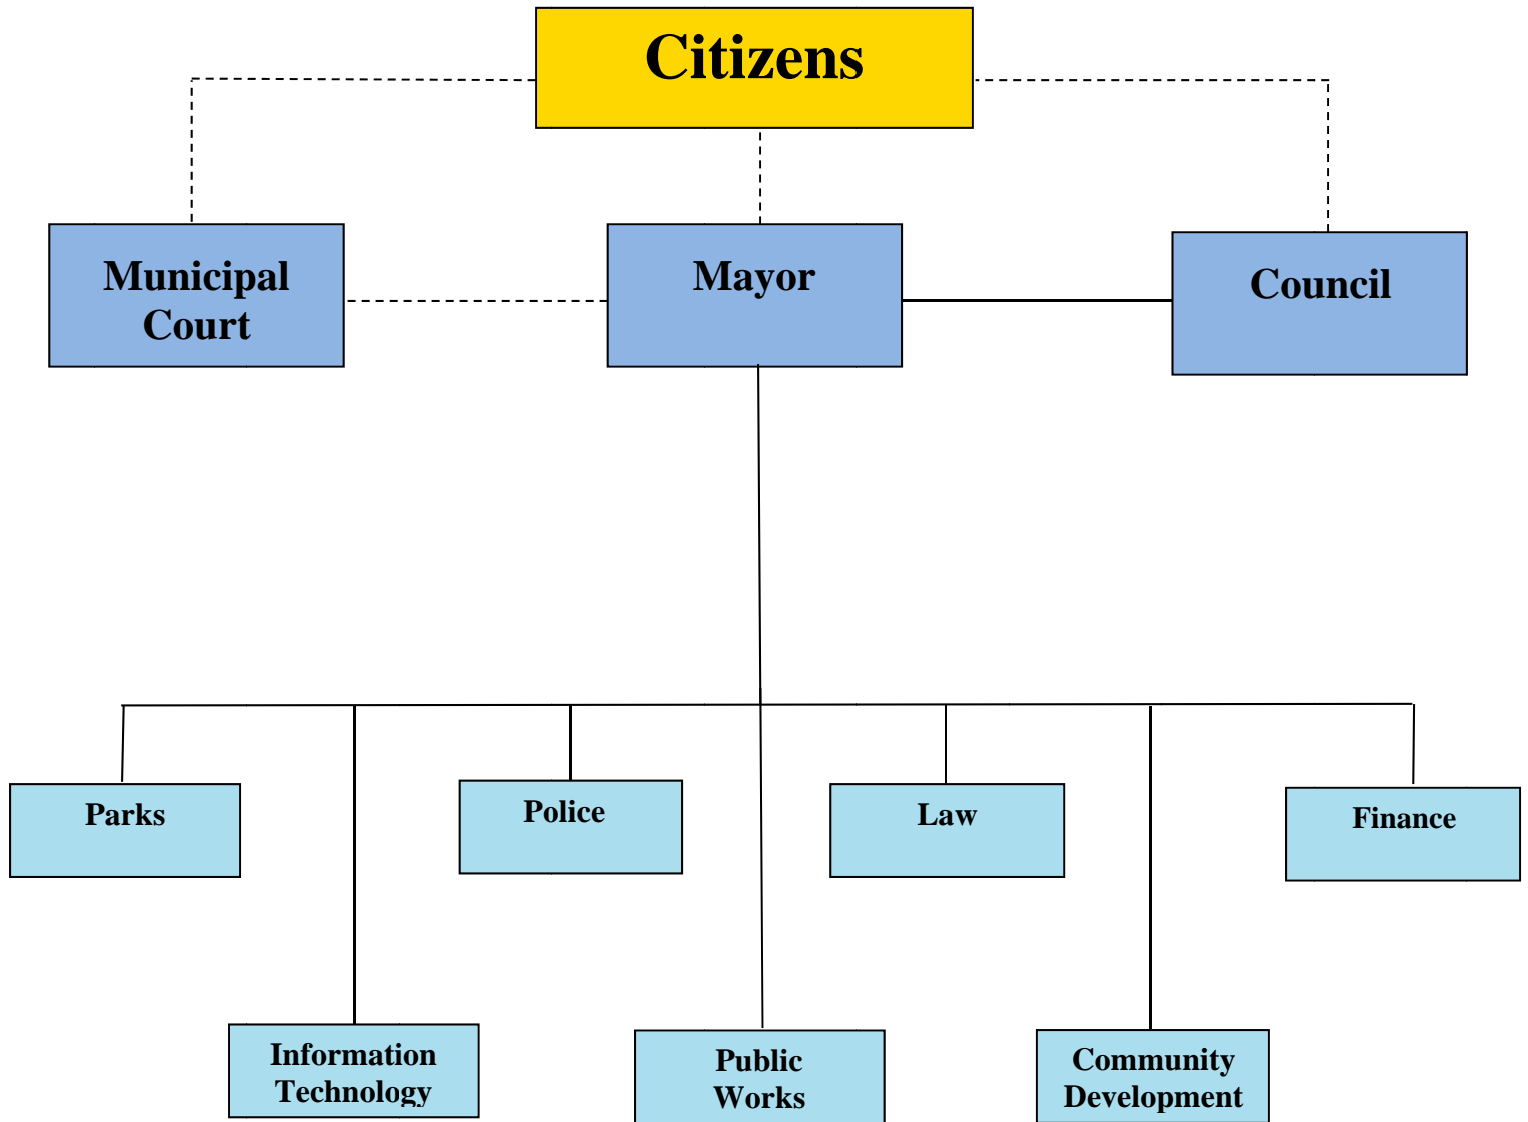 Citizens
Municipal
Court
Mayor
Council
Parks
Police
Law
Finance
Information
Technology
Public
Works
Community
Development